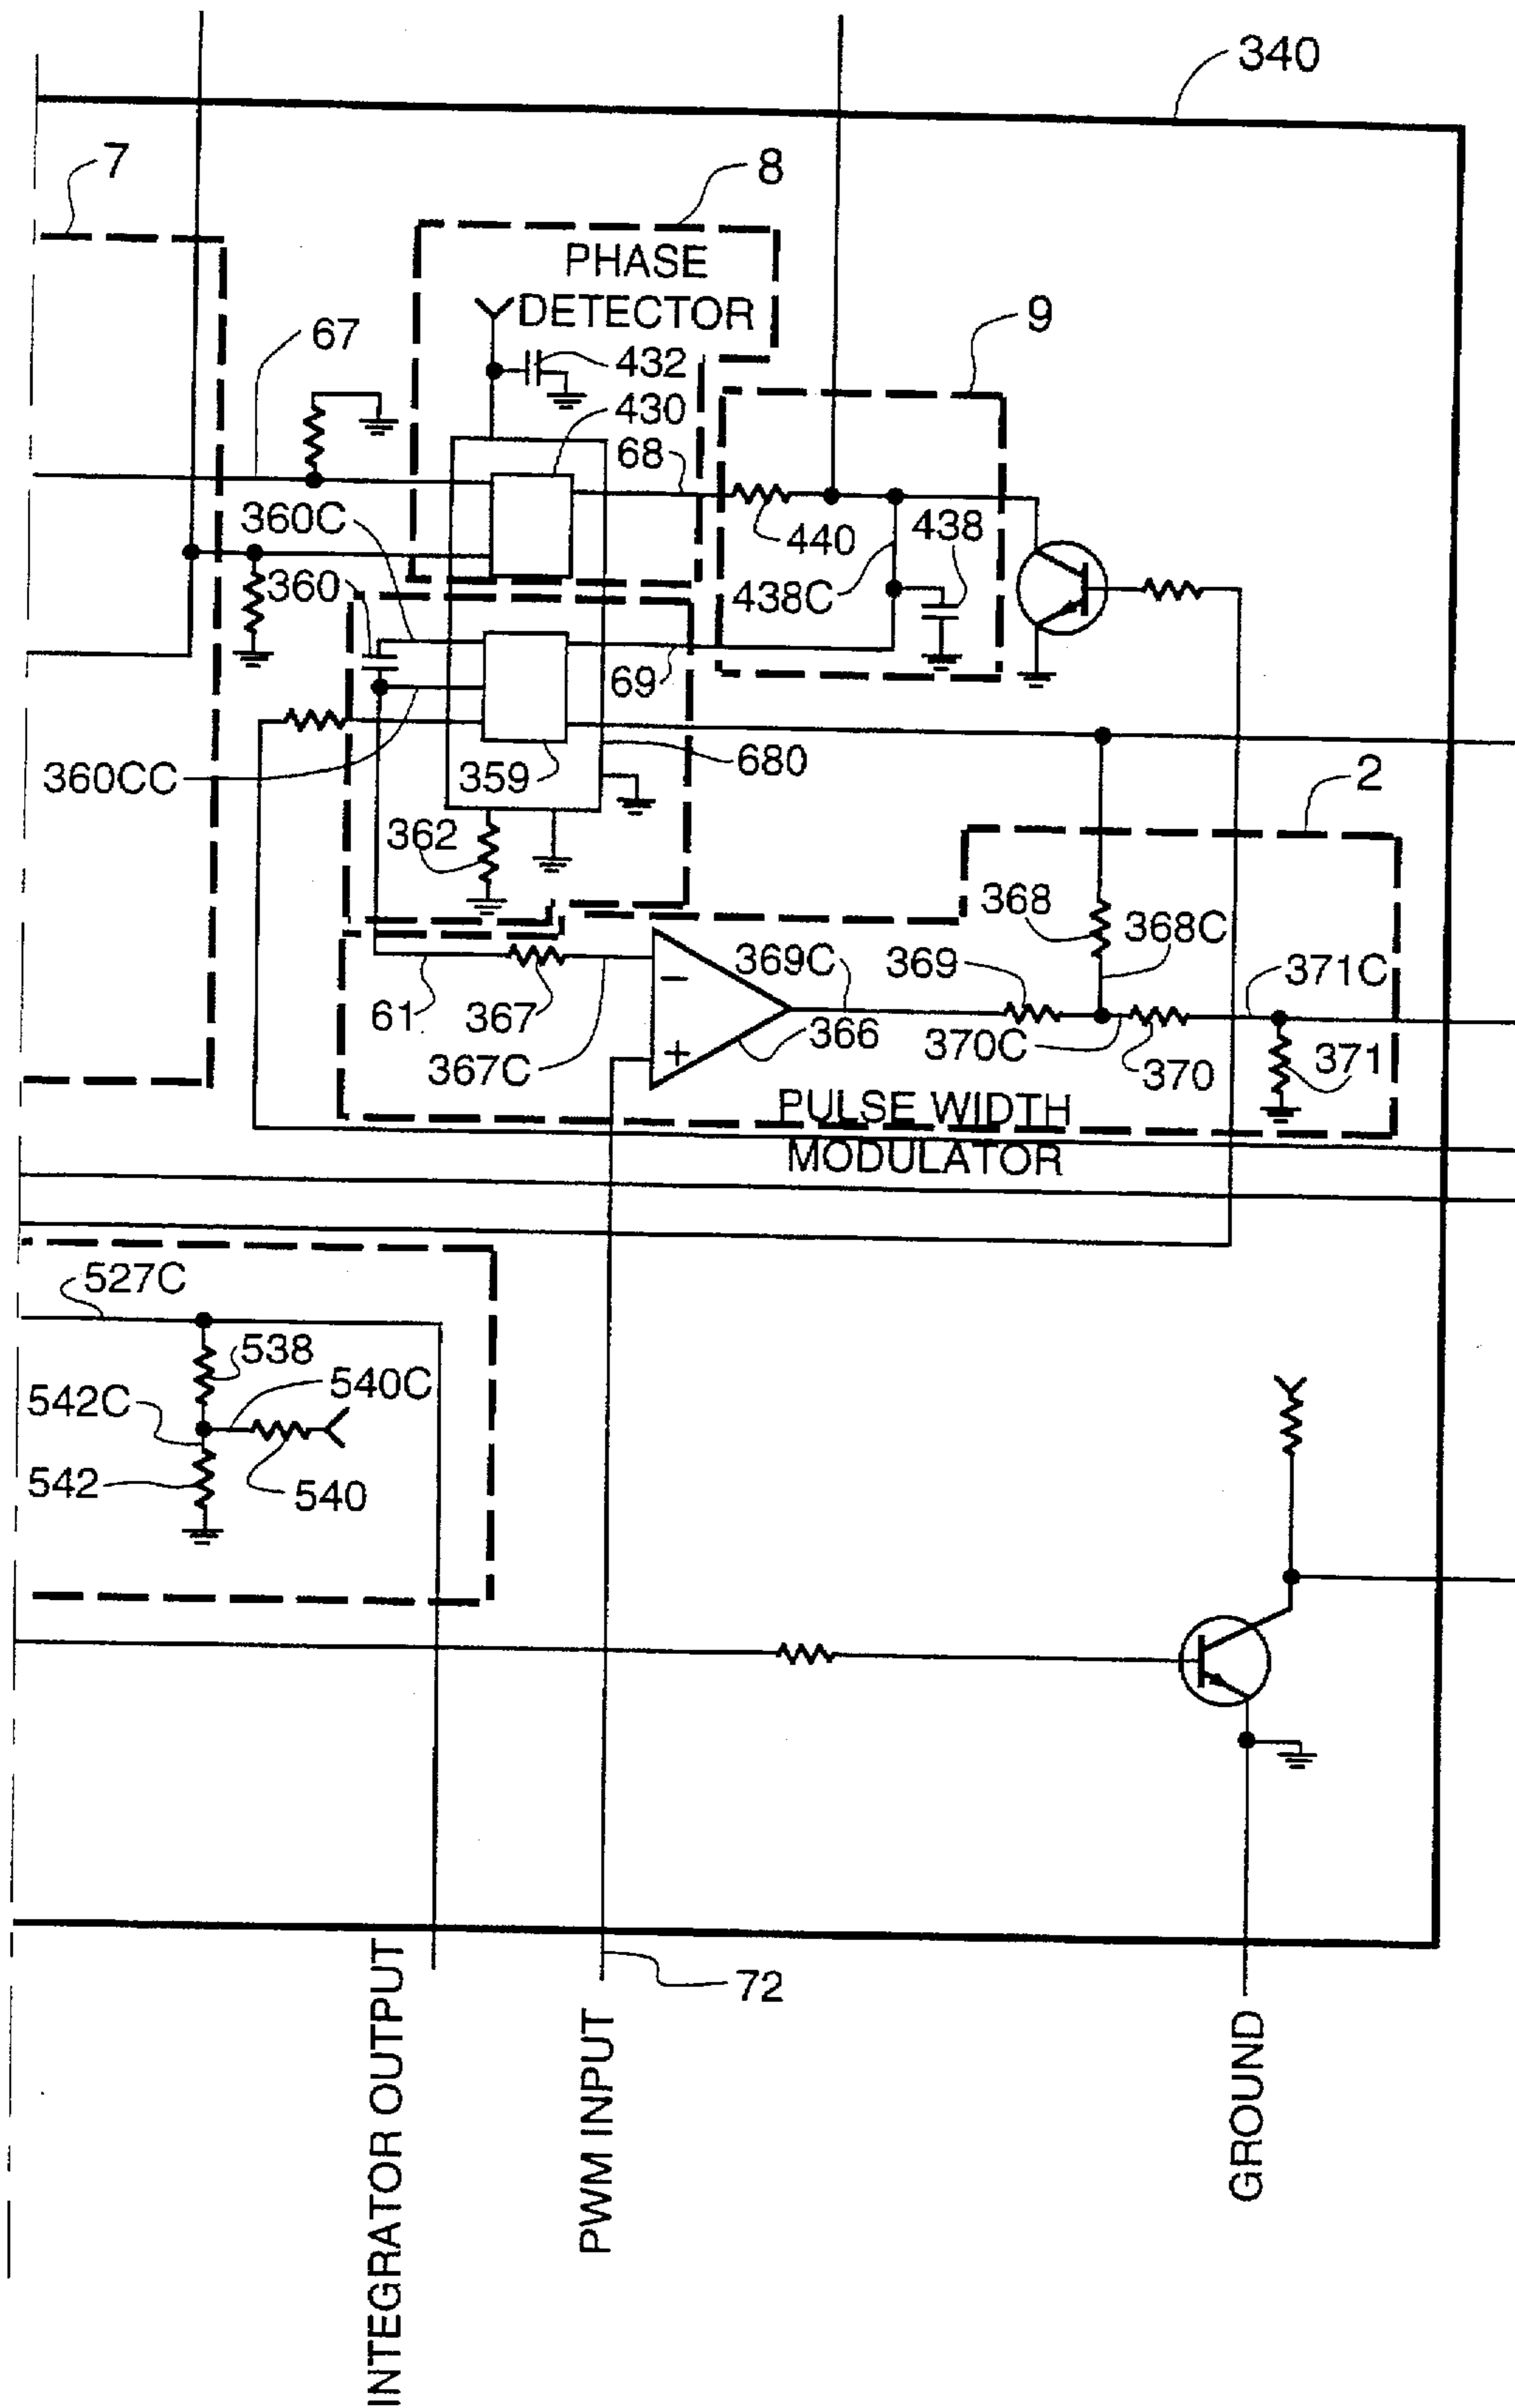 340
7
8
PHASE
DETECTOR
9
67
432
430
68
360C
440
438
360
438C
69
360CC
359
680
2
362
368
368C
369C
369
371C
61
367
366
370C
367C
370
371
PULSE WIDTH
MODULATOR
527C
538
540C
542C
542
540
72
INTEGRATOR OUTPUT
PWM INPUT
GROUND